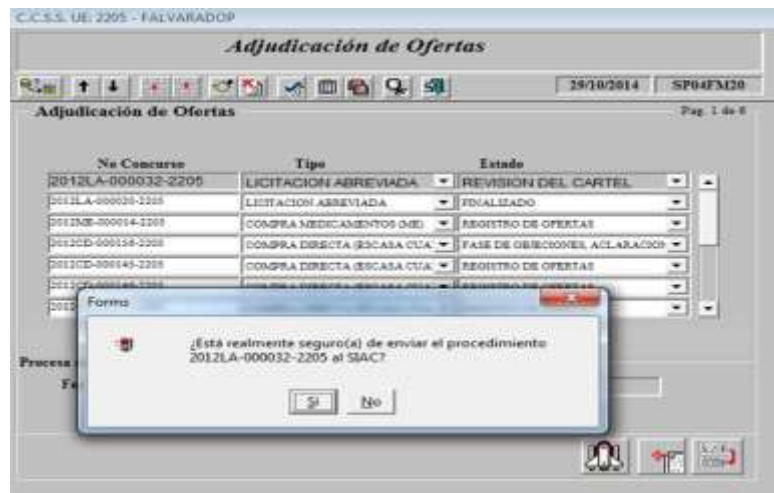 C.C.S.S. UE: 2205 - FALVARADOP
Adjudicación de Ofertas
29/10/2014 SP04FM20
Adjudicación de Ofertas Pag. 1 de 8
No Concurso Tipo Estado
2012LA-000032-2205 LICITACION ABREVIADA REVISION DEL CARTEL
2012LA-000020-2205 LICITACION ABREVIADA FINALIZADO
2012ME-000014-2205 COMPRA MEDICAMENTOS (ME) REGISTRO DE OFERTAS
2012CD-000158-2205 COMPRA DIRECTA (ESCASA CUA FASE DE OBJECIONES, ACLARACION
2012CD-000145-2205 COMPRA DIRECTA (ESCASA CUA REGISTRO DE OFERTAS
Forms
¿Está realmente seguro(a) de enviar el procedimiento
2012LA-000032-2205 al SIAC?
Si No